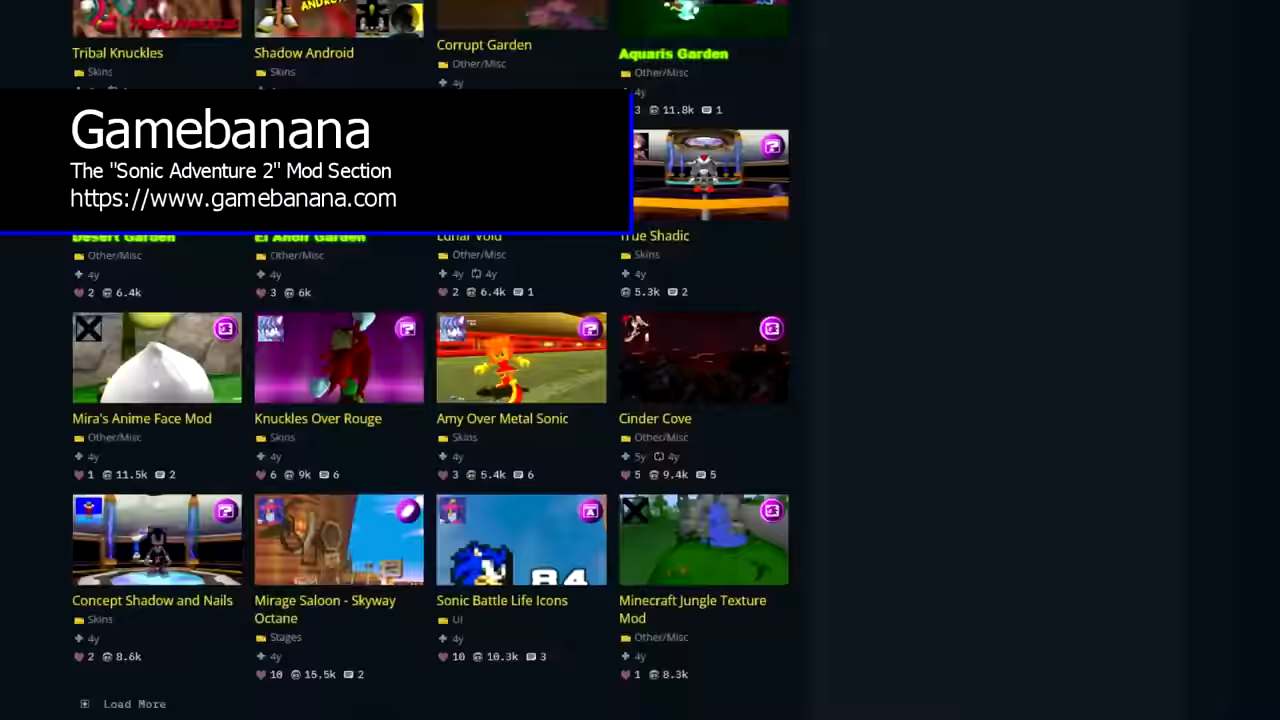 Tribal Knuckles
Skins
Shadow Android
Skins
Corrupt Garden
Other/Misc
4y
Aquaris Garden
Other/Misc
4y
3 11.8k 1
Gamebanana
The "Sonic Adventure 2" Mod Section
https://www.gamebanana.com
Desert Garden
Other/Misc
4y
2 6.4k
El Ahdir Garden
Other/Misc
4y
3 6k
Lunar Void
Other/Misc
4y 4y
2 6.4k 1
True Shadic
Skins
4y
5.3k 2
Mira's Anime Face Mod
Other/Misc
4y
1 11.5k 2
Knuckles Over Rouge
Skins
4y
6 9k 6
Amy Over Metal Sonic
Skins
4y
3 5.4k 6
Cinder Cove
Other/Misc
5y 4y
5 9.4k 5
Concept Shadow and Nails
Skins
4y
2 8.6k
Mirage Saloon - Skyway
Octane
Stages
4y
10 15.5k 2
84
Sonic Battle Life Icons
UI
4y
10 10.3k 3
Minecraft Jungle Texture
Mod
Other/Misc
4y
1 8.3k
Load More